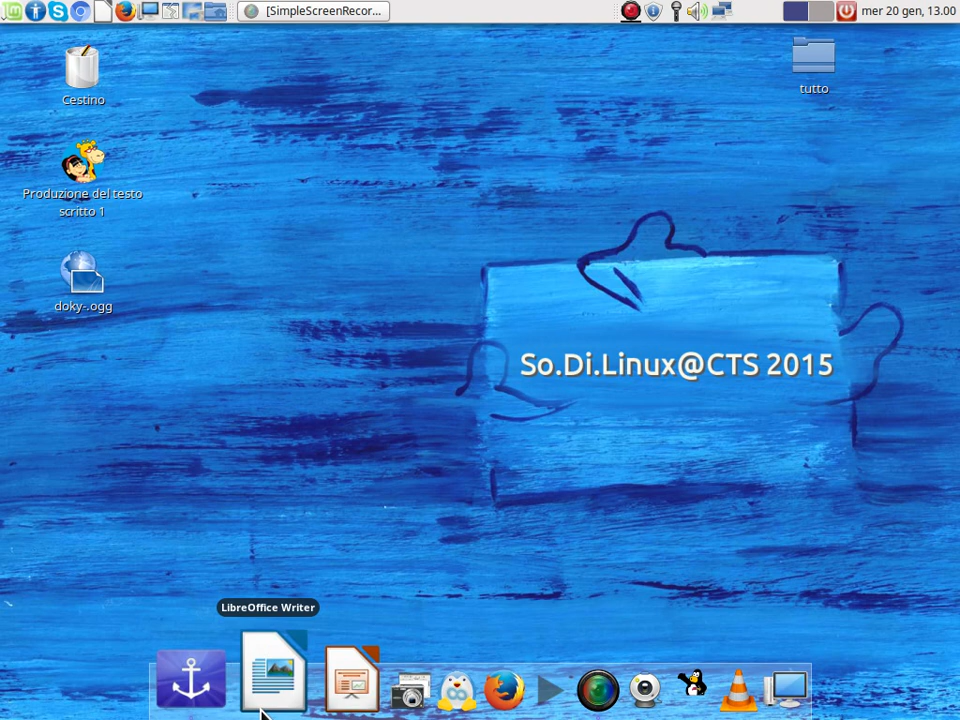 [SimpleScreenRecor...
mer 20 gen, 13.00
Cestino
tutto
Produzione del testo
scritto 1
doky-.ogg
So.Di.Linux@CTS 2015
LibreOffice Writer